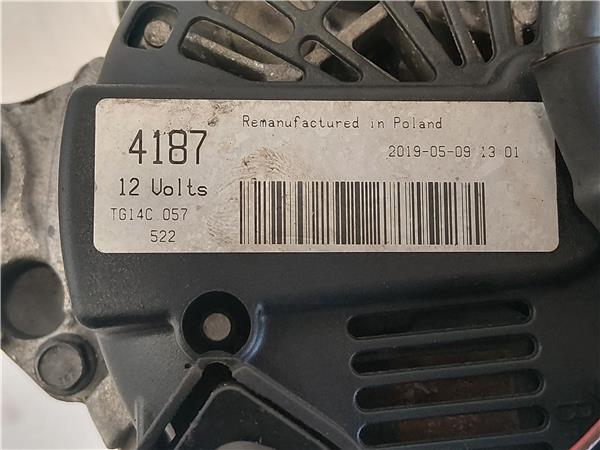 Remanufactured in Poland
4187
2019-05-09 13:01
12 Volts
TG14C.057
522